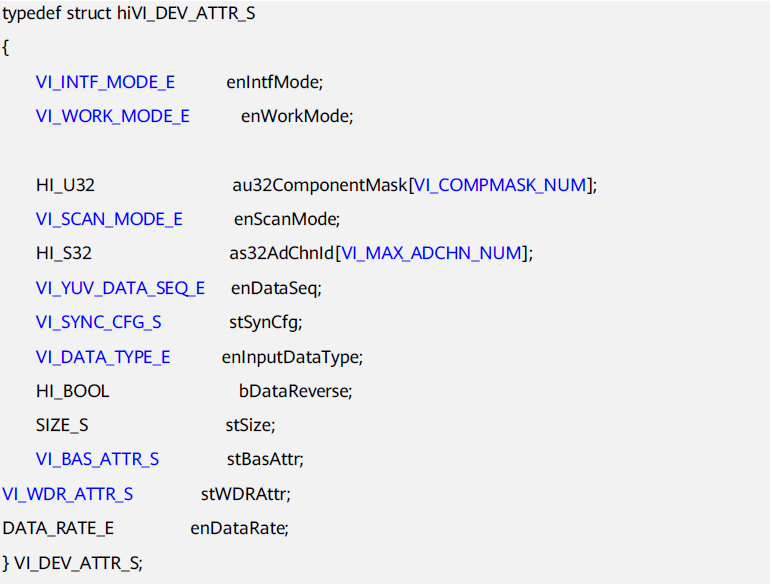 typedef struct hiVI_DEV_ATTR_S
{
VI_INTF_MODE_E enIntfMode;
VI_WORK_MODE_E enWorkMode;
HI_U32 au32ComponentMask[VI_COMPMASK_NUM];
VI_SCAN_MODE_E enScanMode;
HI_S32 as32AdChnId[VI_MAX_ADCHN_NUM];
VI_YUV_DATA_SEQ_E enDataSeq;
VI_SYNC_CFG_S stSynCfg;
VI_DATA_TYPE_E enInputDataType;
HI_BOOL bDataReverse;
SIZE_S stSize;
VI_BAS_ATTR_S stBasAttr;
VI_WDR_ATTR_S stWDRAttr;
DATA_RATE_E enDataRate;
} VI_DEV_ATTR_S;